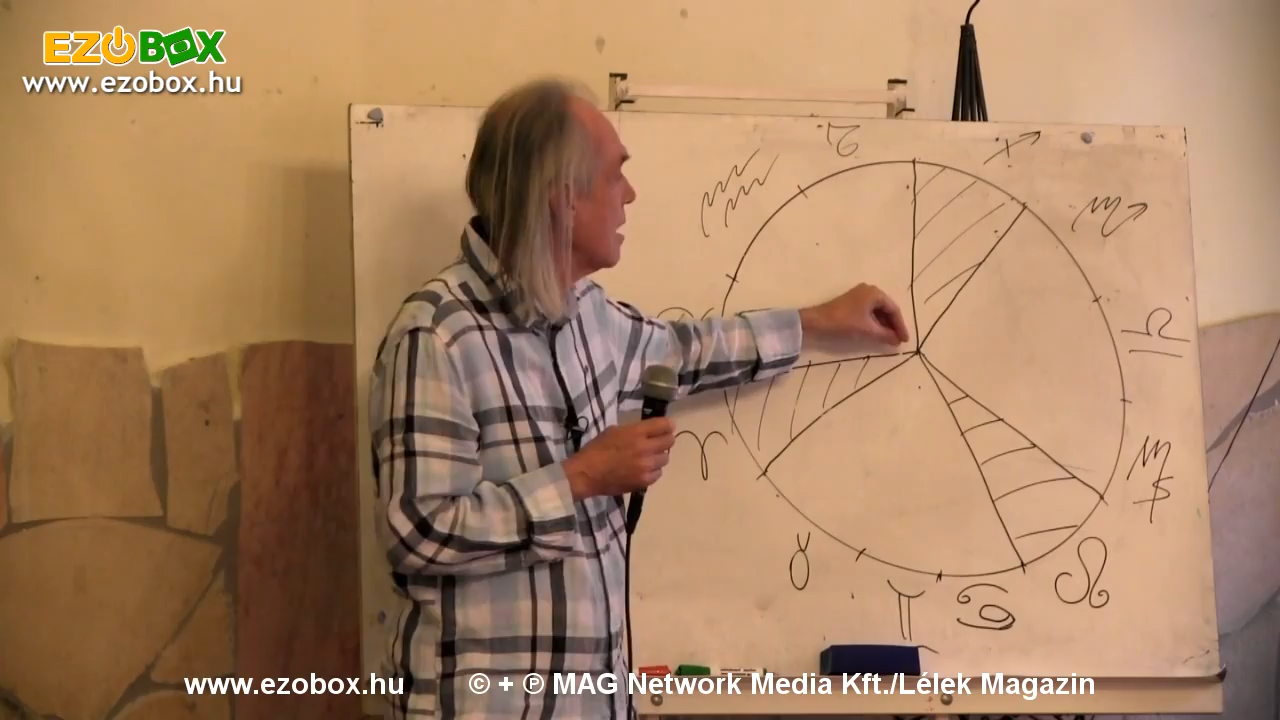 EZOBOX
www.ezobox.hu
♑ ♐
♒ ♏
♎
♈ ♍
♉ ♌
♊ ♋
www.ezobox.hu © + ℗ MAG Network Media Kft./Lélek Magazin